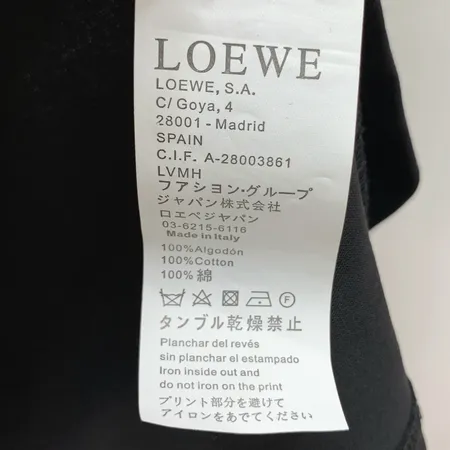 LOEWE
LOEWE, S.A.
C/ Goya, 4
28001 - Madrid
SPAIN
C.I.F. A-28003861
LVMH
ファション·グループ
ジャパン株式会社
ロエベジャパン
03-6215-6116
Made in Italy
100%Algodón
100%Cotton
100%綿
F
タンブル乾燥禁止
Planchar del revés
sin planchar el estampado
Iron inside out and
do not iron on the print
プリント部分を避けて
アイロンをあでてください